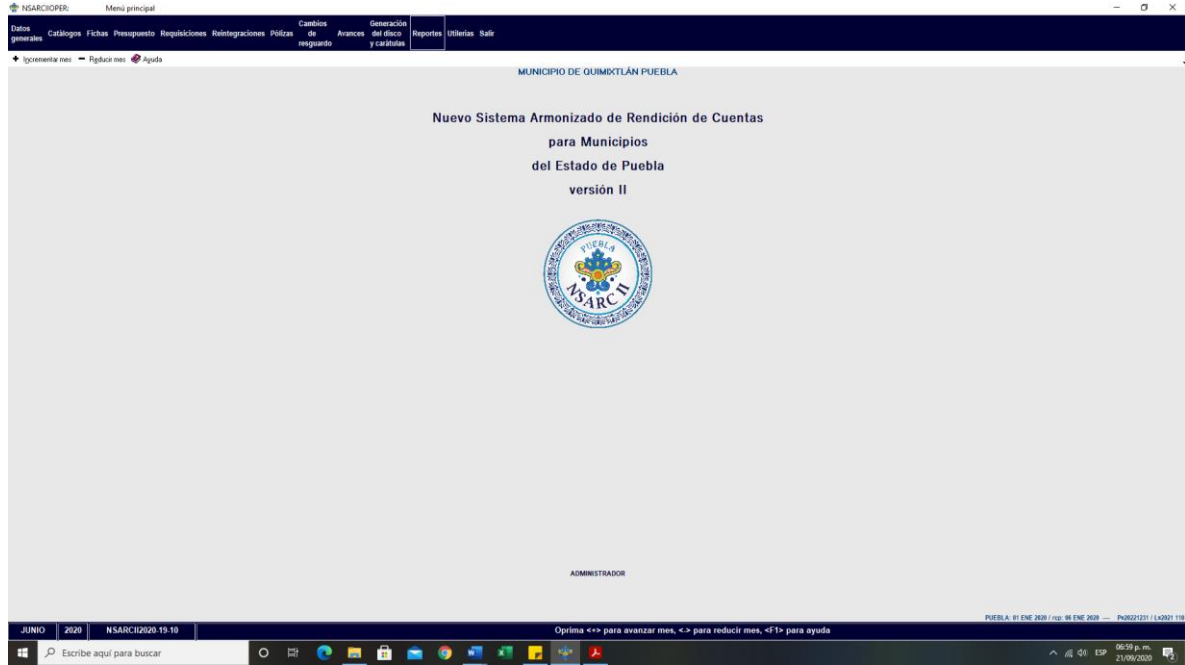 NSARCIIOPER: Menú principal
Datos generales Catálogos Fichas Presupuesto Requisiciones Reintegraciones Pólizas Cambios de resguardo Avances Generación del disco y carátulas Reportes Utilerias Salir
Incrementar mes Reducir mes Ayuda
MUNICIPIO DE QUIMIXTLÁN PUEBLA
Nuevo Sistema Armonizado de Rendición de Cuentas
para Municipios
del Estado de Puebla
versión II
PUEBLA
NSARC II
ADMINISTRADOR
PUEBLA: 01 ENE 2020 / rcp: 06 ENE 2020 --- Ps20221231 / Ls2021 110
JUNIO 2020 NSARCII2020-19-10 Oprima <+> para avanzar mes, <-> para reducir mes, <F1> para ayuda
Escribe aquí para buscar
ESP
06:59 p. m.
21/09/2020